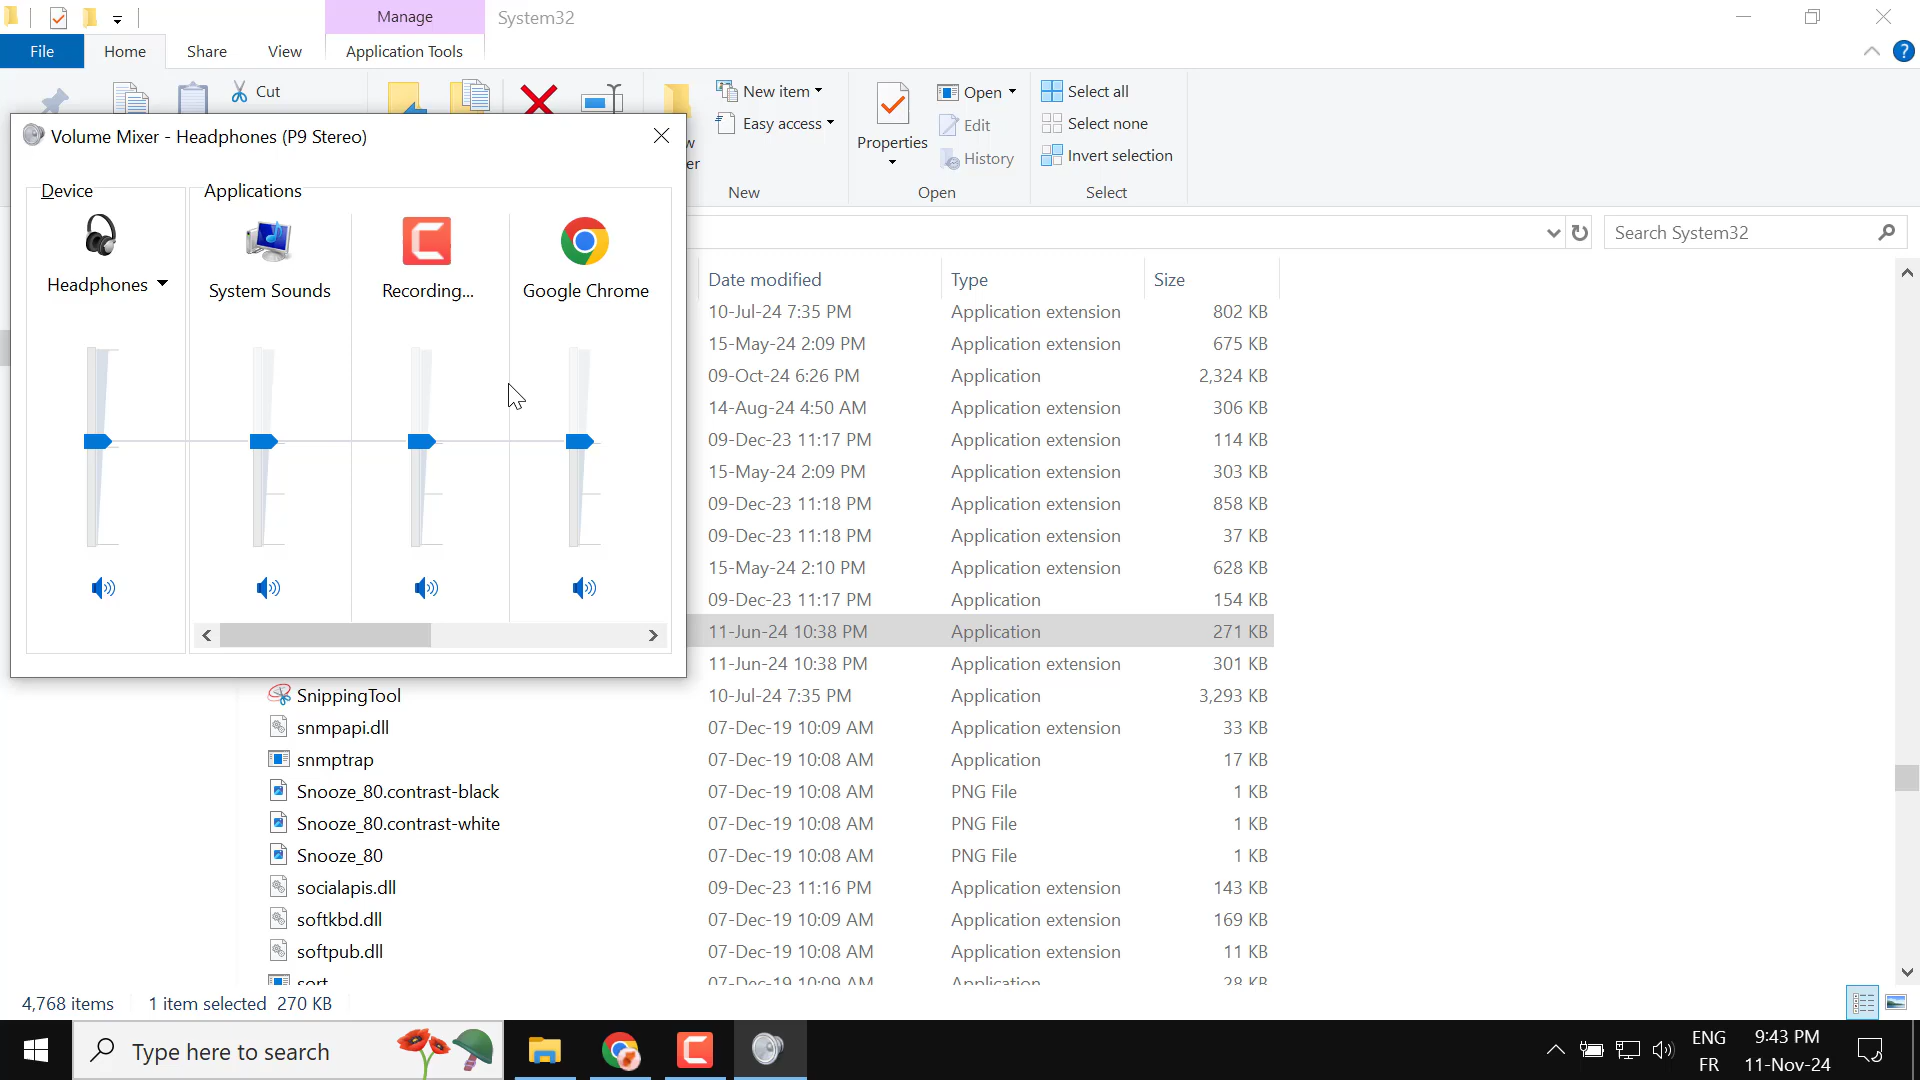 Manage
System32
File
Home
Share
View
Application Tools
Cut
New item
Easy access
Properties
Open
Edit
History
Select all
Select none
Invert selection
New
Open
Select
Search System32
Volume Mixer - Headphones (P9 Stereo)
Device
Applications
Headphones
System Sounds
Recording...
Google Chrome
Date modified
Type
Size
10-Jul-24 7:35 PM Application extension 802 KB
15-May-24 2:09 PM Application extension 675 KB
09-Oct-24 6:26 PM Application 2,324 KB
14-Aug-24 4:50 AM Application extension 306 KB
09-Dec-23 11:17 PM Application extension 114 KB
15-May-24 2:09 PM Application extension 303 KB
09-Dec-23 11:18 PM Application extension 858 KB
09-Dec-23 11:18 PM Application extension 37 KB
15-May-24 2:10 PM Application extension 628 KB
09-Dec-23 11:17 PM Application 154 KB
11-Jun-24 10:38 PM Application 271 KB
11-Jun-24 10:38 PM Application extension 301 KB
SnippingTool 10-Jul-24 7:35 PM Application 3,293 KB
snmpapi.dll 07-Dec-19 10:09 AM Application extension 33 KB
snmptrap 07-Dec-19 10:08 AM Application 17 KB
Snooze_80.contrast-black 07-Dec-19 10:08 AM PNG File 1 KB
Snooze_80.contrast-white 07-Dec-19 10:08 AM PNG File 1 KB
Snooze_80 07-Dec-19 10:08 AM PNG File 1 KB
socialapis.dll 09-Dec-23 11:16 PM Application extension 143 KB
softkbd.dll 07-Dec-19 10:09 AM Application extension 169 KB
softpub.dll 07-Dec-19 10:08 AM Application extension 11 KB
sort 07-Dec-19 10:09 AM Application 28 KB
4,768 items 1 item selected 270 KB
Type here to search
ENG
FR
9:43 PM
11-Nov-24